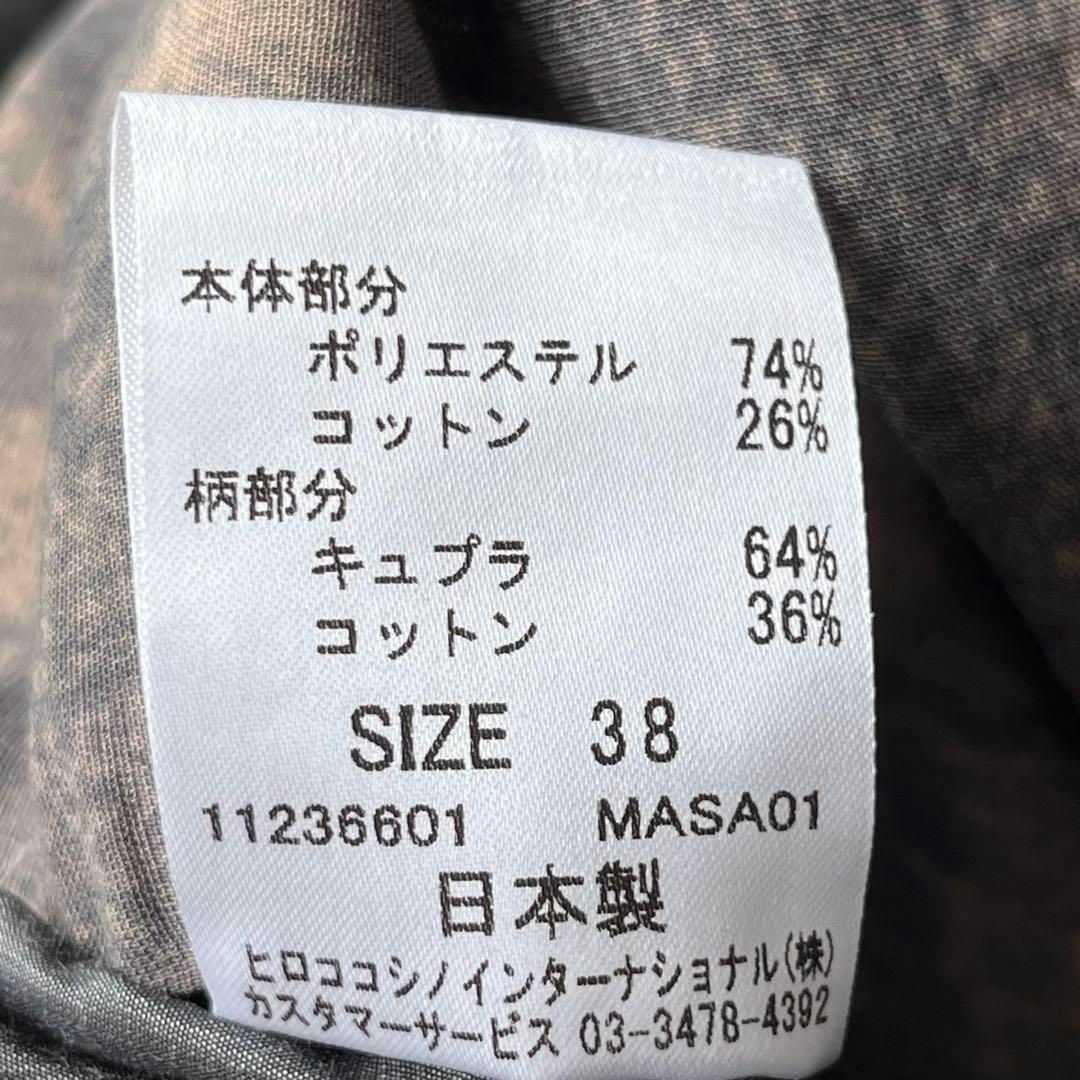 本体部分
ポリエステル 74%
コットン 26%
柄部分
キュプラ 64%
コットン 36%
SIZE 38
11236601 MASA01
日本製
ヒロココシノインターナショナル(株)
カスタマーサービス 03-3478-4392